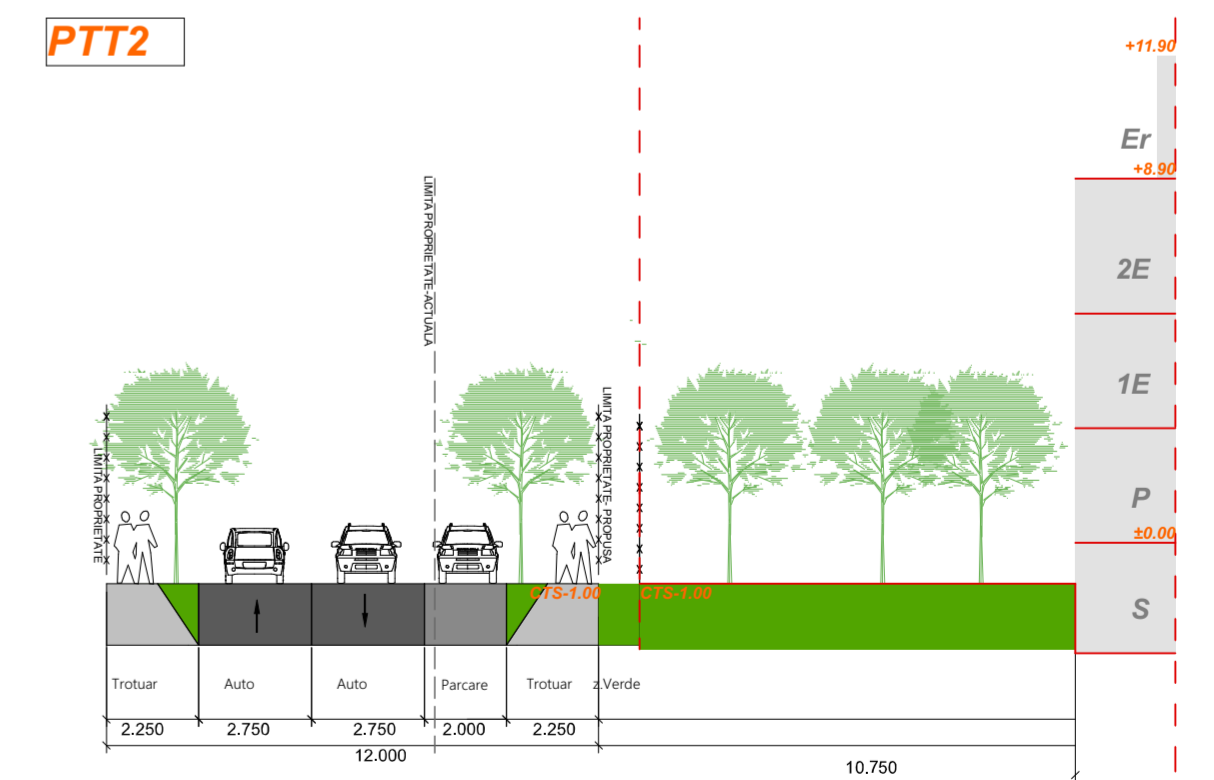 PTT2
+11.90
Er
+8.90
LIMITA PROPRIETATE-ACTUALA
2E
1E
LIMITA PROPRIETATE
LIMITA PROPRIETATE- PROPUSA
P
±0.00
CTS-1.00
CTS-1.00
S
Trotuar
Auto
Auto
Parcare
Trotuar
z.Verde
2.250
2.750
2.750
2.000
2.250
12.000
10.750